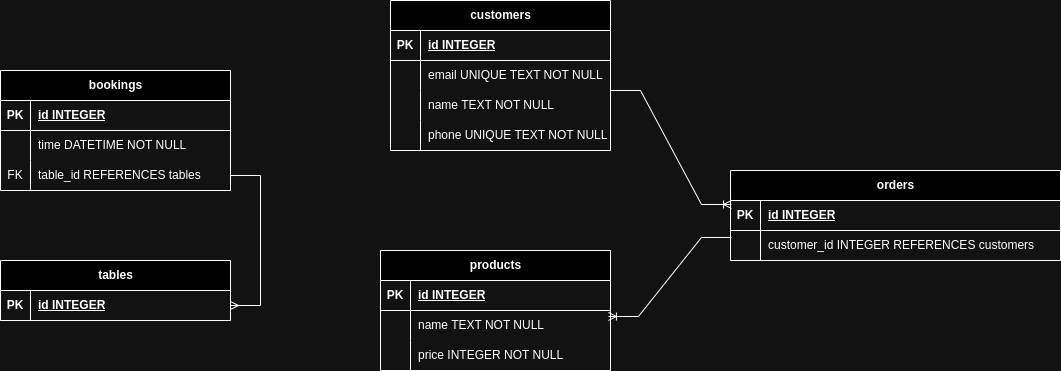 customers
PK id INTEGER
email UNIQUE TEXT NOT NULL
name TEXT NOT NULL
phone UNIQUE TEXT NOT NULL
bookings
PK id INTEGER
time DATETIME NOT NULL
FK table_id REFERENCES tables
orders
PK id INTEGER
customer_id INTEGER REFERENCES customers
tables
PK id INTEGER
products
PK id INTEGER
name TEXT NOT NULL
price INTEGER NOT NULL